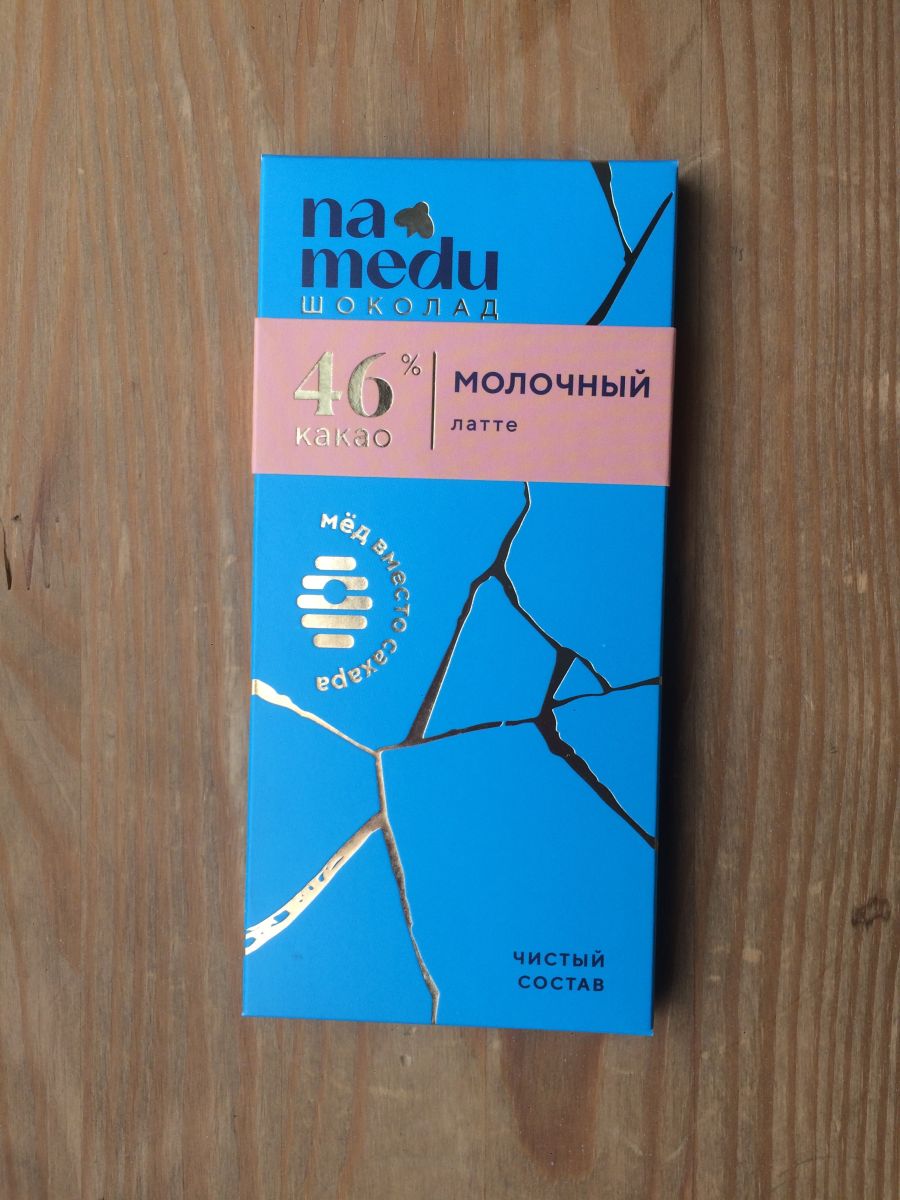 na
medu
ШОКОЛАД
46%
какао
МОЛОЧНЫЙ
латте
мёд вместо сахара
ЧИСТЫЙ
СОСТАВ